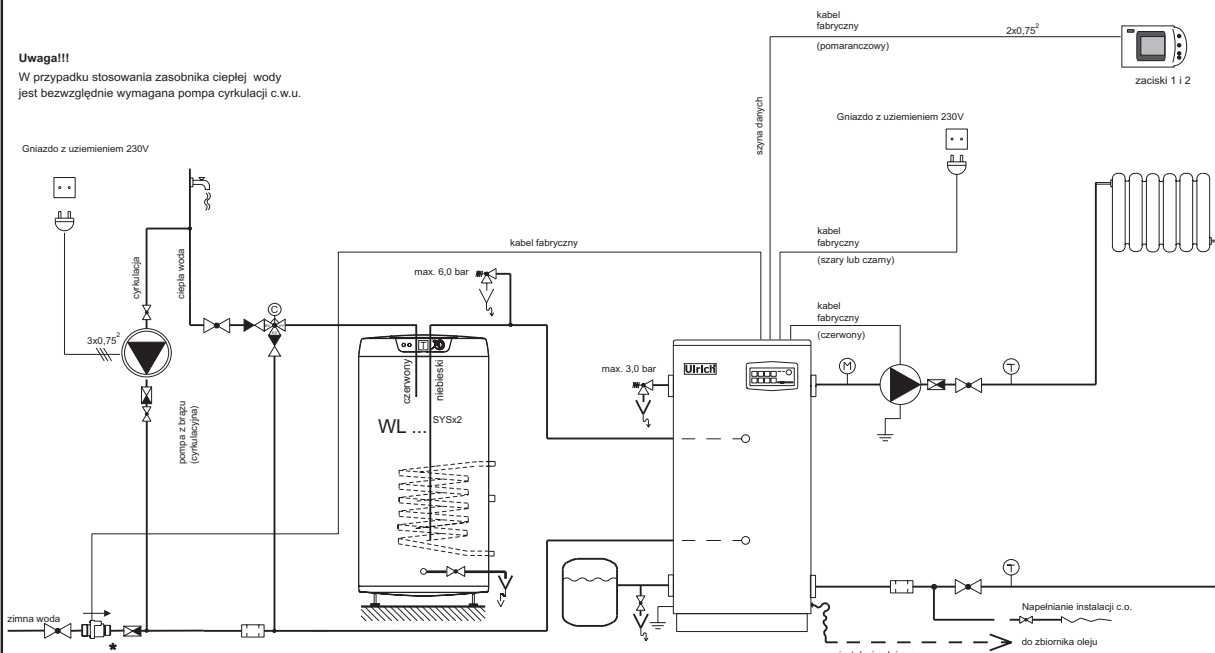 Uwaga!!!
W przypadku stosowania zasobnika ciepłej wody
jest bezwzględnie wymagana pompa cyrkulacji c.w.u.
kabel
fabryczny
(pomaranczowy)
2x0,75²
zaciski 1 i 2
szyna danych
Gniazdo z uziemieniem 230V
Gniazdo z uziemieniem 230V
kabel
fabryczny
(szary lub czarny)
kabel fabryczny
cyrkulacja
ciepła woda
max. 6,0 bar
C
3x0,75²
kabel
fabryczny
(czerwony)
T
czerwony
niebieski
max. 3,0 bar
Ulrich
M
T
WL ...
SYSx2
pompa z brązu
(cyrkulacyjna)
T
zimna woda
*
Napełnianie instalacji c.o.
do zbiornika oleju